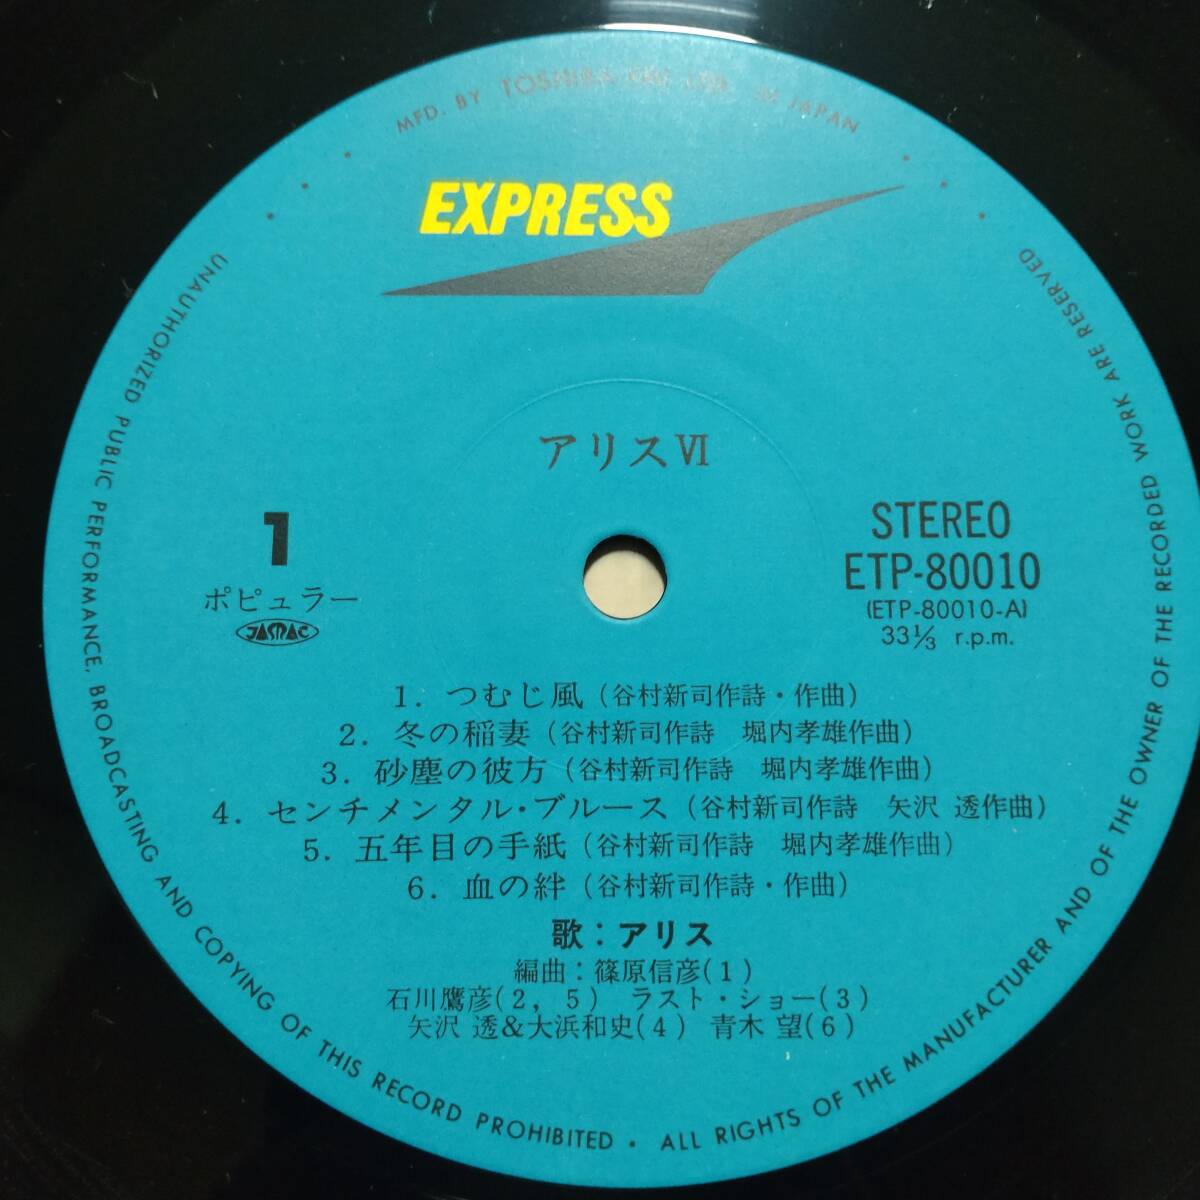 MFD. BY TOSHIBA EMI LTD. IN JAPAN
EXPRESS
アリスⅥ
1
ポピュラー
JASRAC
STEREO
ETP-80010
(ETP-80010-A)
33⅓ r.p.m.
1. つむじ風 (谷村新司作詩・作曲)
2. 冬の稲妻 (谷村新司作詩 堀内孝雄作曲)
3. 砂塵の彼方 (谷村新司作詩 堀内孝雄作曲)
4. センチメンタル・ブルース (谷村新司作詩 矢沢 透作曲)
5. 五年目の手紙 (谷村新司作詩 堀内孝雄作曲)
6. 血の絆 (谷村新司作詩・作曲)
歌：アリス
編曲：篠原信彦(1)
石川鷹彦(2, 5) ラスト・ショー(3)
矢沢 透&大浜和史(4) 青木 望(6)
UNAUTHORIZED PUBLIC PERFORMANCE, BROADCASTING AND COPYING OF THIS RECORD PROHIBITED • ALL RIGHTS OF THE MANUFACTURER AND OF THE OWNER OF THE RECORDED WORK ARE RESERVED